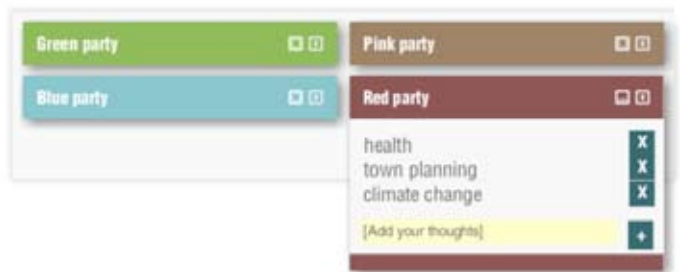 Green party
Pink party
Blue party
Red party
health X
town planning X
climate change X
[Add your thoughts] +